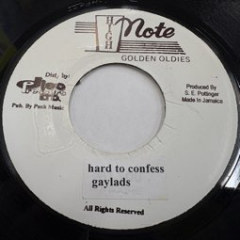 HIGH Note
GOLDEN OLDIES
Dist. by:
Pub. By Push Music
Produced By
S. E. Pottinger
Made in Jamaica
hard to confess
gaylads
All Rights Reserved